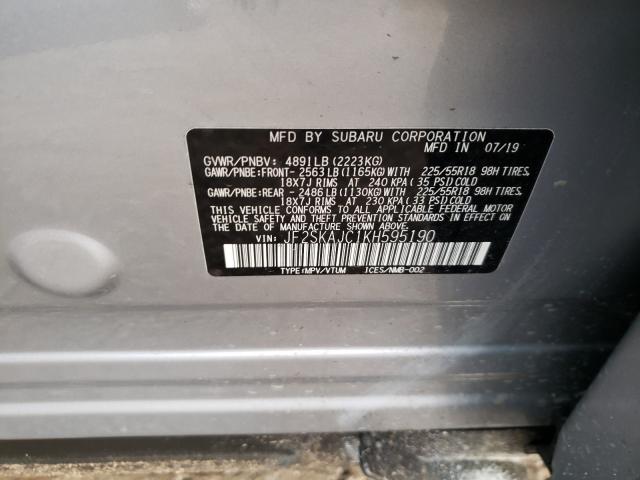 MFD BY SUBARU CORPORATION
MFD IN 07/19
GVWR/PNBV: 4891LB(2223KG)
GAWR/PNBE:FRONT-2563LB(1165KG)WITH 225/55R18 98H TIRES,
18X7J RIMS AT 240 KPA(35 PSI)COLD
GAWR/PNBE:REAR -2486LB(1130KG)WITH 225/55R18 98H TIRES,
18X7J RIMS AT 230 KPA(33 PSI)COLD
THIS VEHICLE CONFORMS TO ALL APPLICABLE FEDERAL MOTOR
VEHICLE SAFETY AND THEFT PREVENTION STANDARDS IN EFFECT
ON THE DATE OF MANUFACTURE SHOWN ABOVE.
VIN: JF2SKAJC1KH595190
TYPE:MPV/VTUM ICES/NMB-002